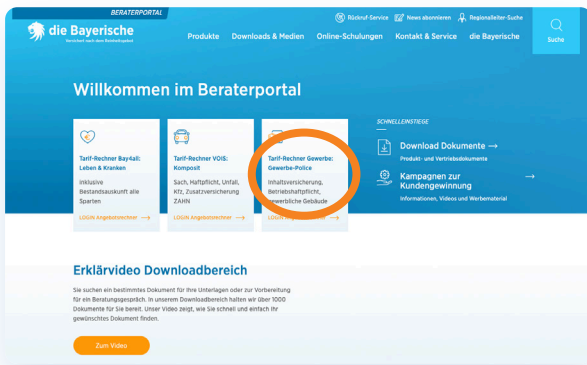 BERATERPORTAL
Rückruf-Service News abonnieren Regionalleiter-Suche
die Bayerische
Versichert nach dem Reinheitsgebot
Produkte Downloads & Medien Online-Schulungen Kontakt & Service die Bayerische
Suche
Willkommen im Beraterportal
Tarif-Rechner Bay4all:
Leben & Kranken
inklusive
Bestandsauskunft alle
Sparten
LOGIN Angebotsrechner →
Tarif-Rechner VOIS:
Komposit
Sach, Haftpflicht, Unfall,
Kfz, Zusatzversicherung
ZAHN
LOGIN Angebotsrechner →
Tarif-Rechner Gewerbe:
Gewerbe-Police
Inhaltsversicherung,
Betriebshaftpflicht,
gewerbliche Gebäude
LOGIN Angebotsrechner →
SCHNELLEINSTIEGE
Download Dokumente →
Produkt- und Vertriebsdokumente
Kampagnen zur →
Kundengewinnung
Informationen, Videos und Werbematerial
Erklärvideo Downloadbereich
Sie suchen ein bestimmtes Dokument für Ihre Unterlagen oder zur Vorbereitung
für ein Beratungsgespräch. In unserem Downloadbereich halten wir über 1000
Dokumente für Sie bereit. Unser Video zeigt, wie Sie schnell und einfach Ihr
gewünschtes Dokument finden.
Zum Video